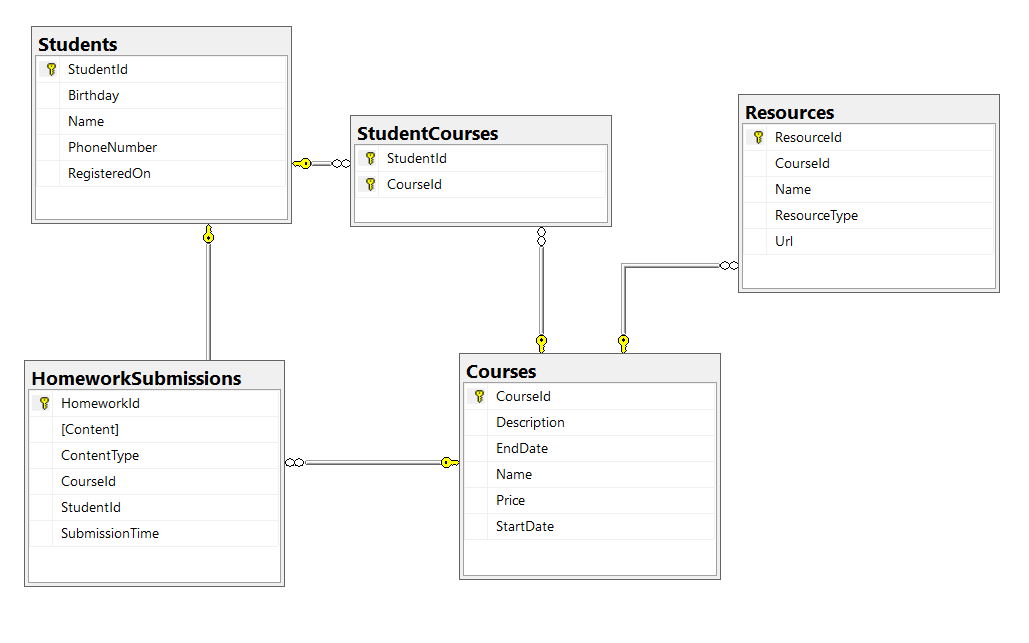 Students
StudentId
Birthday
Name
PhoneNumber
RegisteredOn
StudentCourses
StudentId
CourseId
Resources
ResourceId
CourseId
Name
ResourceType
Url
HomeworkSubmissions
HomeworkId
[Content]
ContentType
CourseId
StudentId
SubmissionTime
Courses
CourseId
Description
EndDate
Name
Price
StartDate